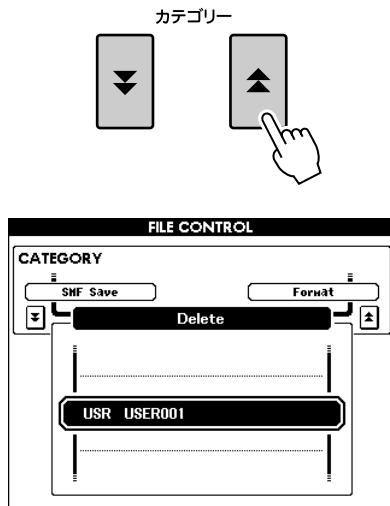 カテゴリー
FILE CONTROL
CATEGORY
SMF Save
Format
Delete
USR USER001